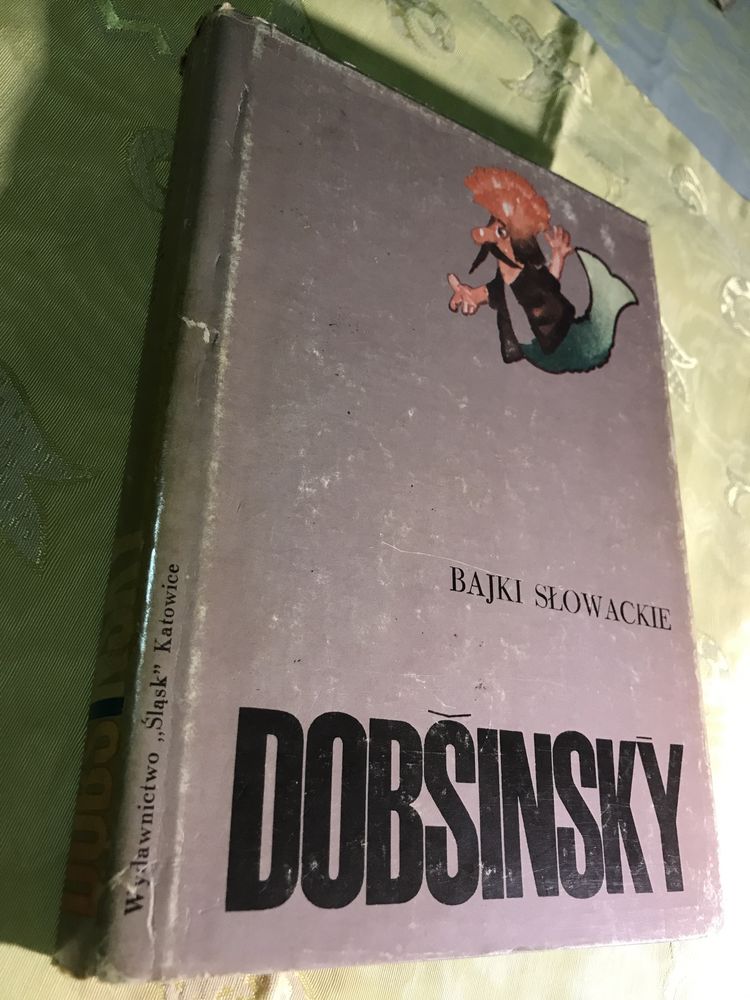 BAJKI SŁOWACKIE
DOBŠINSKÝ
Wydawnictwo „Śląsk” Katowice